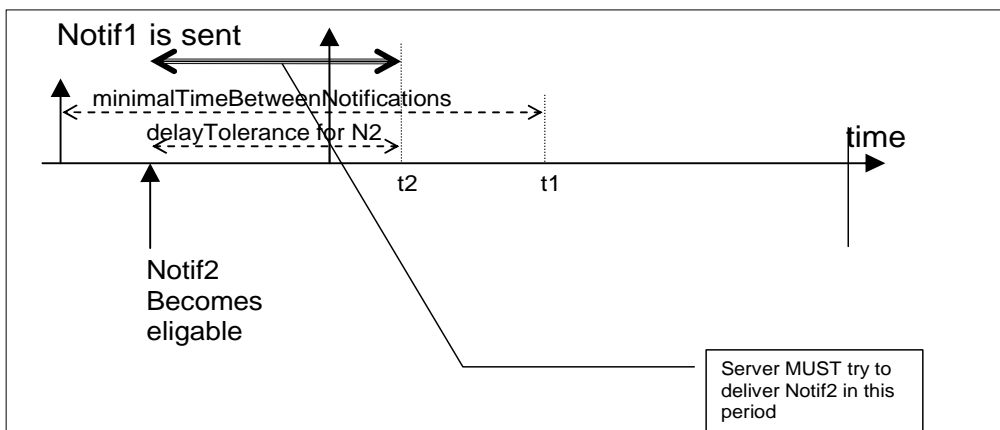 Notif1 is sent
minimalTimeBetweenNotifications
delayTolerance for N2
time
t2
t1
Notif2
Becomes
eligable
Server MUST try to
deliver Notif2 in this
period